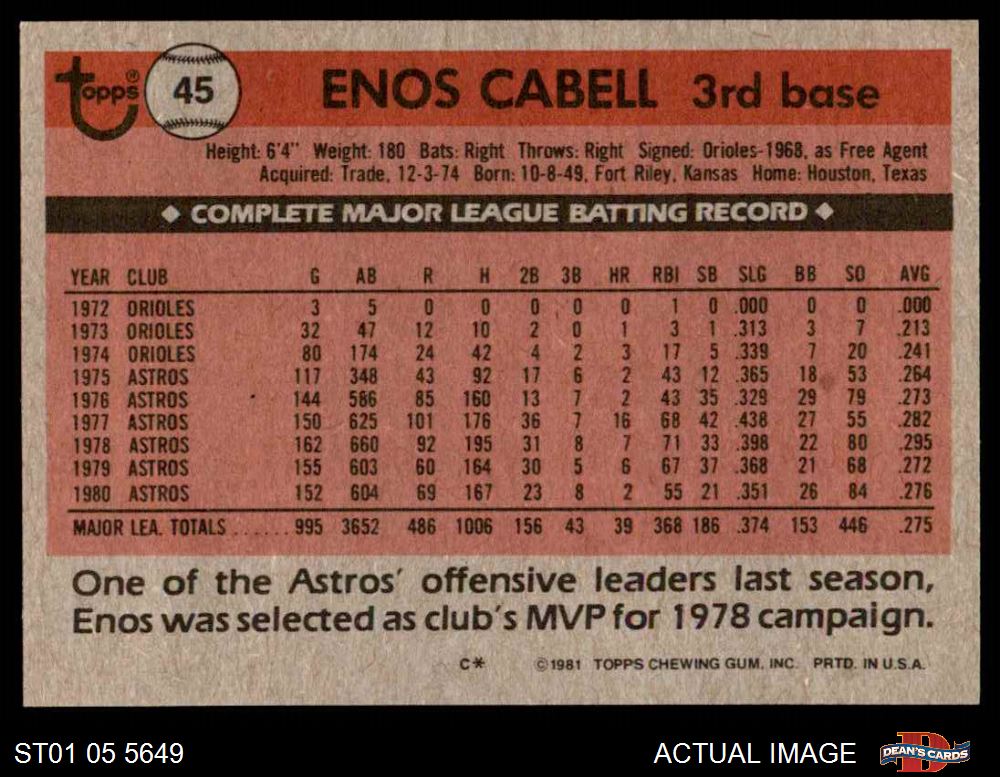 topps® 45 ENOS CABELL 3rd base
Height: 6'4" Weight: 180 Bats: Right Throws: Right Signed: Orioles-1968, as Free Agent
Acquired: Trade, 12-3-74 Born: 10-8-49, Fort Riley, Kansas Home: Houston, Texas
◆ COMPLETE MAJOR LEAGUE BATTING RECORD ◆
YEAR CLUB G AB R H 2B 3B HR RBI SB SLG BB SO AVG
1972 ORIOLES 3 5 0 0 0 0 0 1 0 .000 0 0 .000
1973 ORIOLES 32 47 12 10 2 0 1 3 1 .313 3 7 .213
1974 ORIOLES 80 174 24 42 4 2 3 17 5 .339 7 20 .241
1975 ASTROS 117 348 43 92 17 6 2 43 12 .365 18 53 .264
1976 ASTROS 144 586 85 160 13 7 2 43 35 .329 29 79 .273
1977 ASTROS 150 625 101 176 36 7 16 68 42 .438 27 55 .282
1978 ASTROS 162 660 92 195 31 8 7 71 33 .398 22 80 .295
1979 ASTROS 155 603 60 164 30 5 6 67 37 .368 21 68 .272
1980 ASTROS 152 604 69 167 23 8 2 55 21 .351 26 84 .276
MAJOR LEA. TOTALS ...... 995 3652 486 1006 156 43 39 368 186 .374 153 446 .275
One of the Astros' offensive leaders last season,
Enos was selected as club's MVP for 1978 campaign.
C* ©1981 TOPPS CHEWING GUM, INC. PRTD. IN U.S.A.
ST01 05 5649 ACTUAL IMAGE DEAN'S CARDS